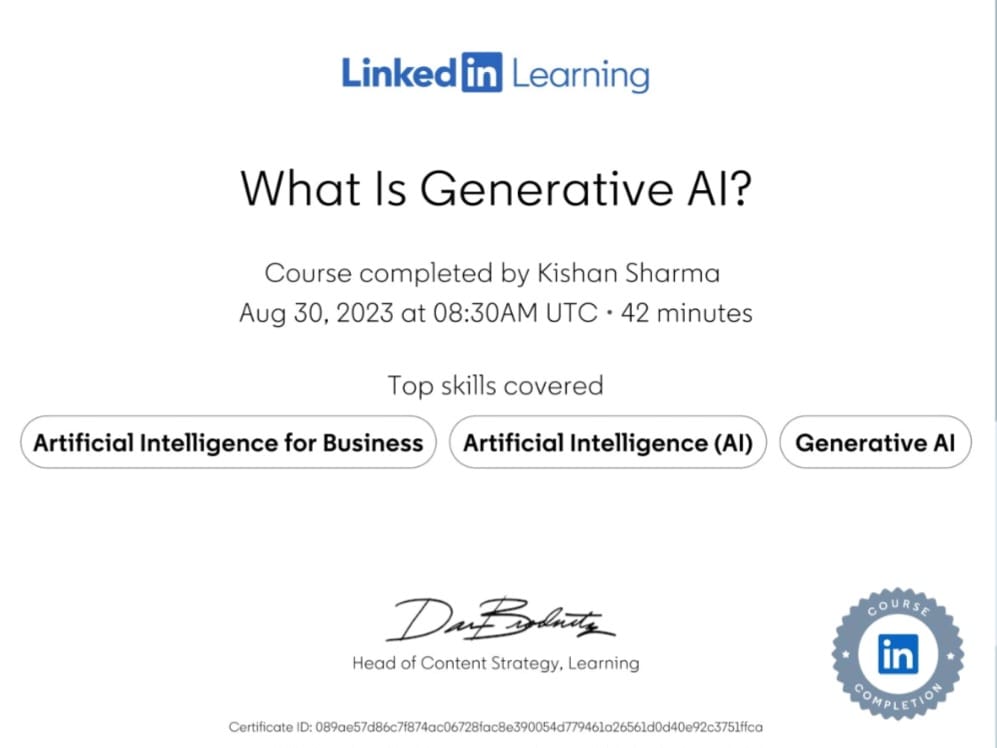 LinkedIn Learning
What Is Generative AI?
Course completed by Kishan Sharma
Aug 30, 2023 at 08:30AM UTC • 42 minutes
Top skills covered
Artificial Intelligence for Business Artificial Intelligence (AI) Generative AI
Dan Brodnitz
Head of Content Strategy, Learning
COURSE
in
COMPLETION
Certificate ID: 089ae57d86c7f874ac06728fac8e390054d779461a26561d0d40e92c3751ffca